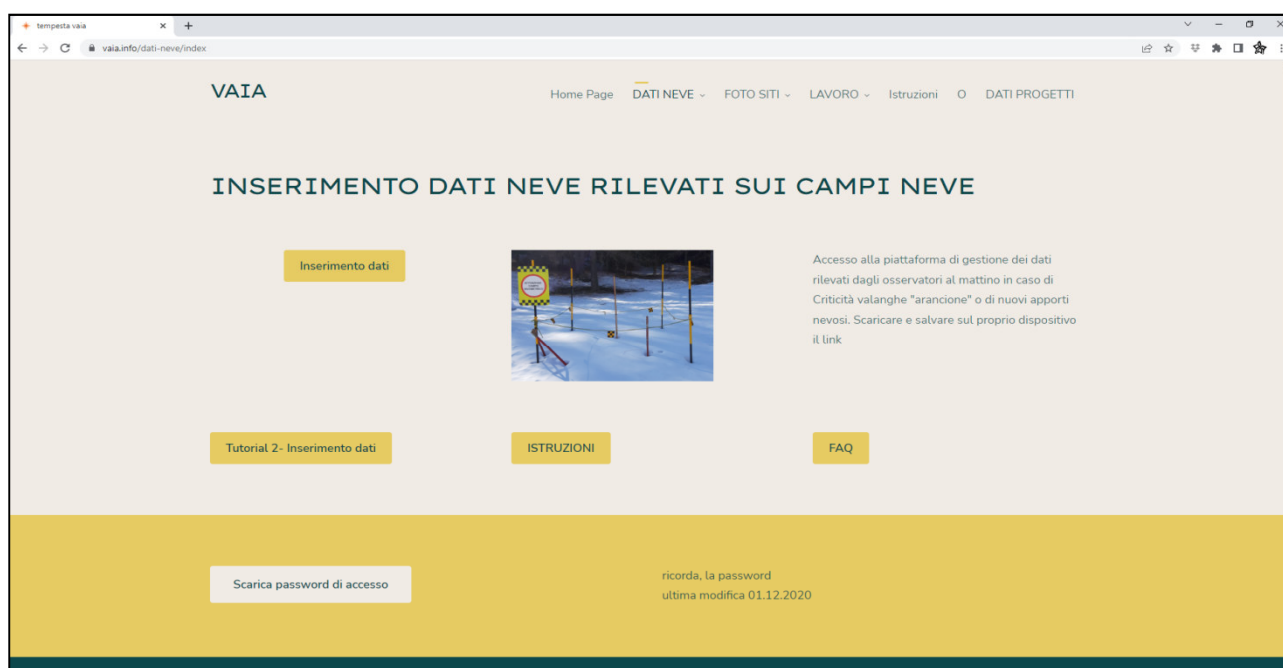 tempesta vaia
vaia.info/dati-neve/index
VAIA
Home Page DATI NEVE FOTO SITI LAVORO Istruzioni O DATI PROGETTI
INSERIMENTO DATI NEVE RILEVATI SUI CAMPI NEVE
Inserimento dati
Accesso alla piattaforma di gestione dei dati
rilevati dagli osservatori al mattino in caso di
Criticità valanghe "arancione" o di nuovi apporti
nevosi. Scaricare e salvare sul proprio dispositivo
il link
Tutorial 2- Inserimento dati
ISTRUZIONI
FAQ
Scarica password di accesso
ricorda, la password
ultima modifica 01.12.2020